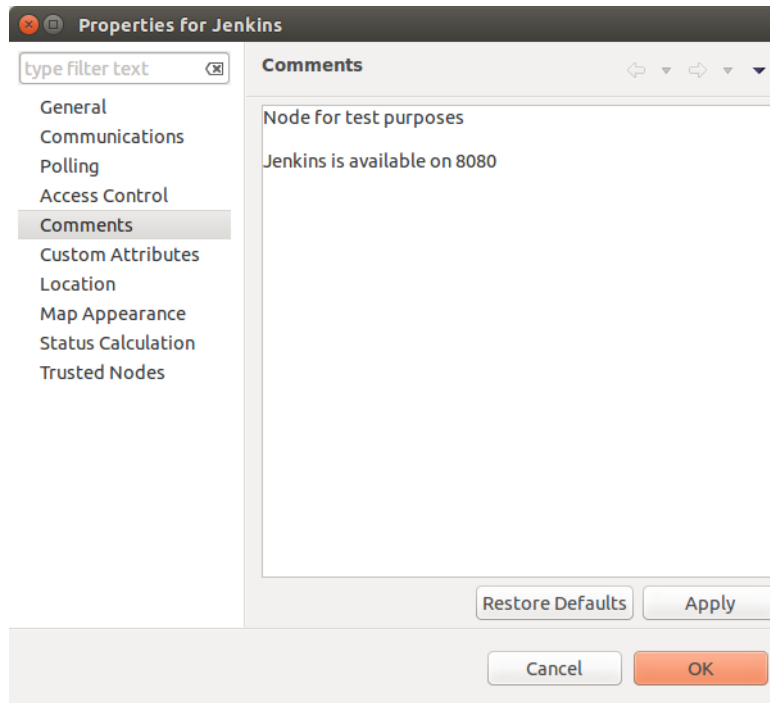 Properties for Jenkins
type filter text
General
Communications
Polling
Access Control
Comments
Custom Attributes
Location
Map Appearance
Status Calculation
Trusted Nodes
Comments
Node for test purposes
Jenkins is available on 8080
Restore Defaults
Apply
Cancel
OK